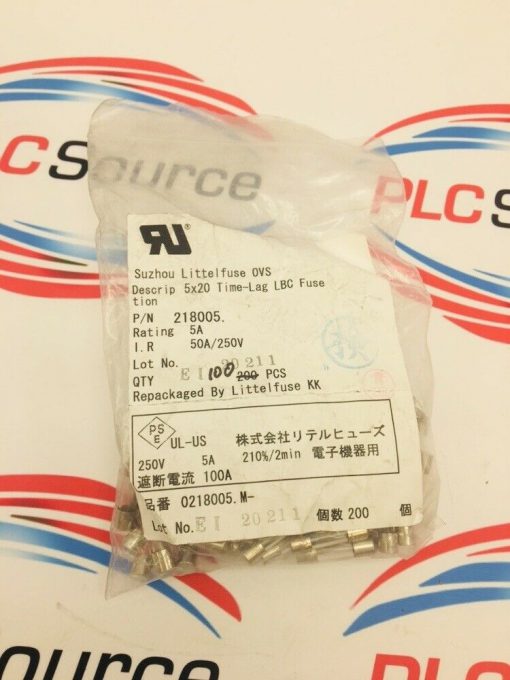 PLCSource
PLCS
Suzhou Littelfuse OVS
Descrip 5x20 Time-Lag LBC Fuse
tion
P/N 218005.
Rating 5A
I.R 50A/250V
Lot No. EI 20211
QTY 100 200 PCS
Repackaged By Littelfuse KK
PS
E
UL-US 株式会社リテルヒューズ
250V 5A 210%/2min 電子機器用
遮断電流 100A
品番 0218005.M-
Lot No. EI 20211 個数 200 個
ource
PLC